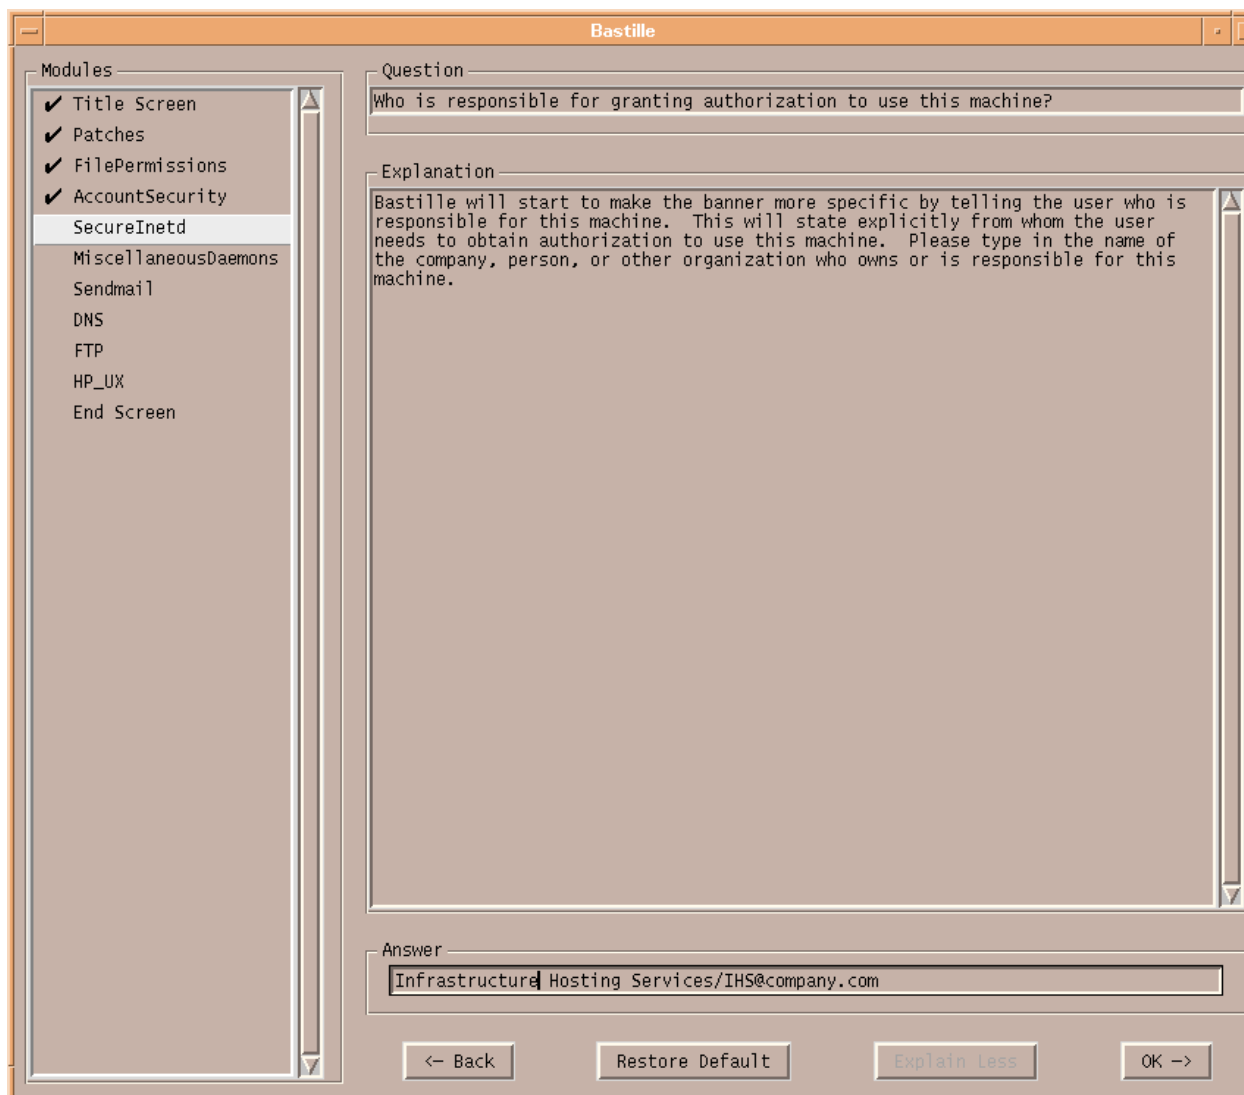 Bastille
Modules
Title Screen
Patches
FilePermissions
AccountSecurity
SecureInetd
MiscellaneousDaemons
Sendmail
DNS
FTP
HP_UX
End Screen
Question
Who is responsible for granting authorization to use this machine?
Explanation
Bastille will start to make the banner more specific by telling the user who is
responsible for this machine.  This will state explicitly from whom the user
needs to obtain authorization to use this machine.  Please type in the name of
the company, person, or other organization who owns or is responsible for this
machine.
Answer
Infrastructure Hosting Services/IHS@company.com
<- Back
Restore Default
Explain Less
OK ->